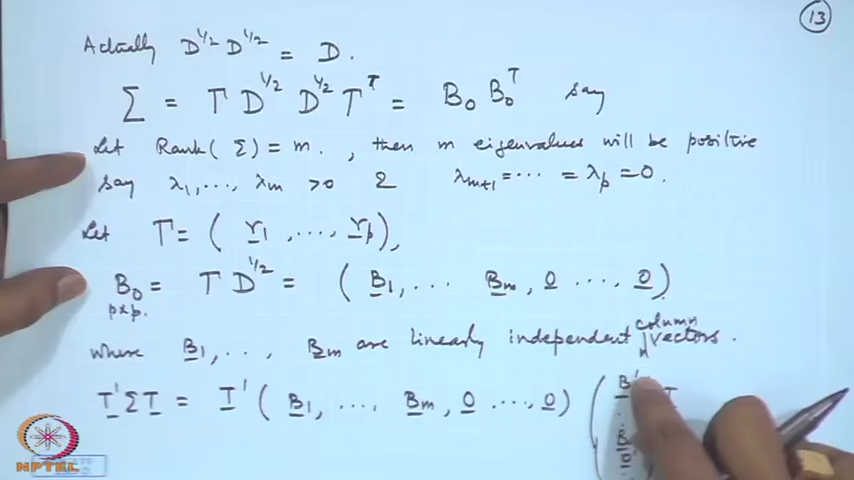 13
Actually D^{1/2} D^{1/2} = D.
Σ = T D^{1/2} D^{1/2} T^T = B_0 B_0^T say
Let Rank(Σ) = m. , then m eigenvalues will be positive
say λ_1, ..., λ_m > 0 & λ_{m+1} = ... = λ_p = 0.
Let T = ( γ_1 , ..., γ_p ),
B_0 = T D^{1/2} = ( B_1, ... B_m, 0 ..., 0 )
p×p.
where B_1, ... B_m are linearly independent column vectors.
T' Σ T = T' ( B_1, ... B_m, 0 ..., 0 ) ( B_1'
NPTEL